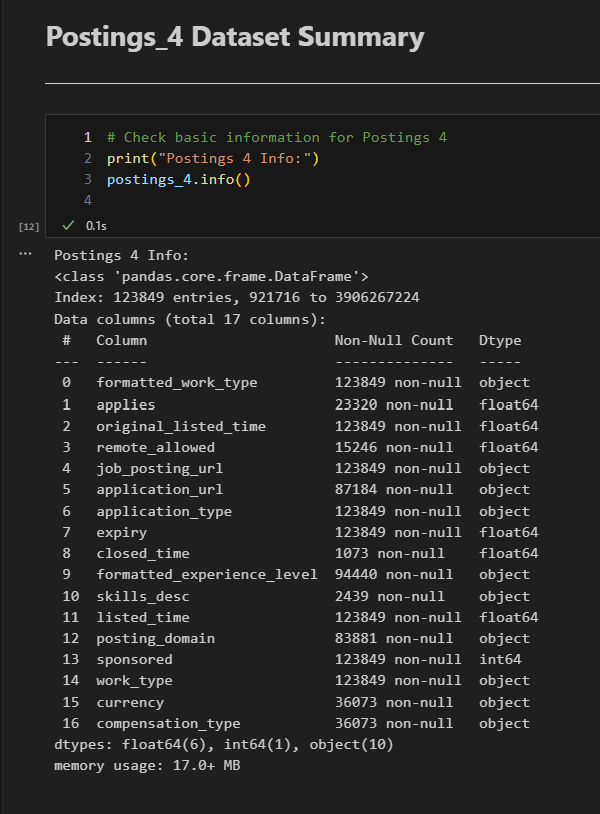 Postings_4 Dataset Summary
1 # Check basic information for Postings 4
2 print("Postings 4 Info:")
3 postings_4.info()
4
[12] ✓ 0.1s
... Postings 4 Info:
<class 'pandas.core.frame.DataFrame'>
Index: 123849 entries, 921716 to 3906267224
Data columns (total 17 columns):
 #   Column                      Non-Null Count   Dtype
---  ------                      --------------   -----
 0   formatted_work_type         123849 non-null  object
 1   applies                     23320 non-null   float64
 2   original_listed_time        123849 non-null  float64
 3   remote_allowed              15246 non-null   float64
 4   job_posting_url             123849 non-null  object
 5   application_url             87184 non-null   object
 6   application_type            123849 non-null  object
 7   expiry                      123849 non-null  float64
 8   closed_time                 1073 non-null    float64
 9   formatted_experience_level  94440 non-null   object
 10  skills_desc                 2439 non-null    object
 11  listed_time                 123849 non-null  float64
 12  posting_domain              83881 non-null   object
 13  sponsored                   123849 non-null  int64
 14  work_type                   123849 non-null  object
 15  currency                    36073 non-null   object
 16  compensation_type           36073 non-null   object
dtypes: float64(6), int64(1), object(10)
memory usage: 17.0+ MB